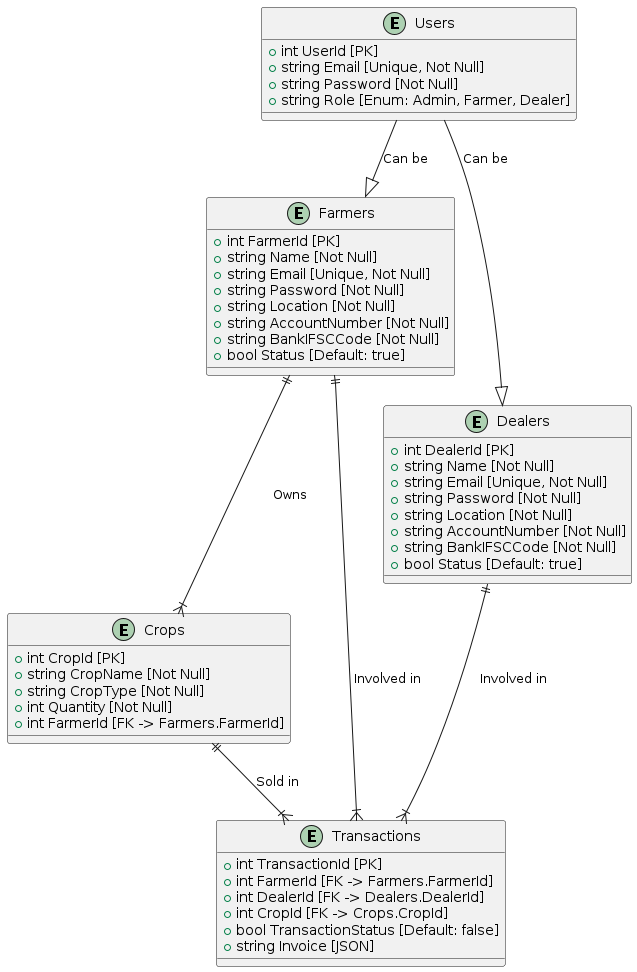 E Users
int UserId [PK]
string Email [Unique, Not Null]
string Password [Not Null]
string Role [Enum: Admin, Farmer, Dealer]
Can be
Can be
E Farmers
int FarmerId [PK]
string Name [Not Null]
string Email [Unique, Not Null]
string Password [Not Null]
string Location [Not Null]
string AccountNumber [Not Null]
string BankIFSCCode [Not Null]
bool Status [Default: true]
E Dealers
int DealerId [PK]
string Name [Not Null]
string Email [Unique, Not Null]
string Password [Not Null]
string Location [Not Null]
string AccountNumber [Not Null]
string BankIFSCCode [Not Null]
bool Status [Default: true]
Owns
E Crops
int CropId [PK]
string CropName [Not Null]
string CropType [Not Null]
int Quantity [Not Null]
int FarmerId [FK -> Farmers.FarmerId]
Involved in
Involved in
Sold in
E Transactions
int TransactionId [PK]
int FarmerId [FK -> Farmers.FarmerId]
int DealerId [FK -> Dealers.DealerId]
int CropId [FK -> Crops.CropId]
bool TransactionStatus [Default: false]
string Invoice [JSON]